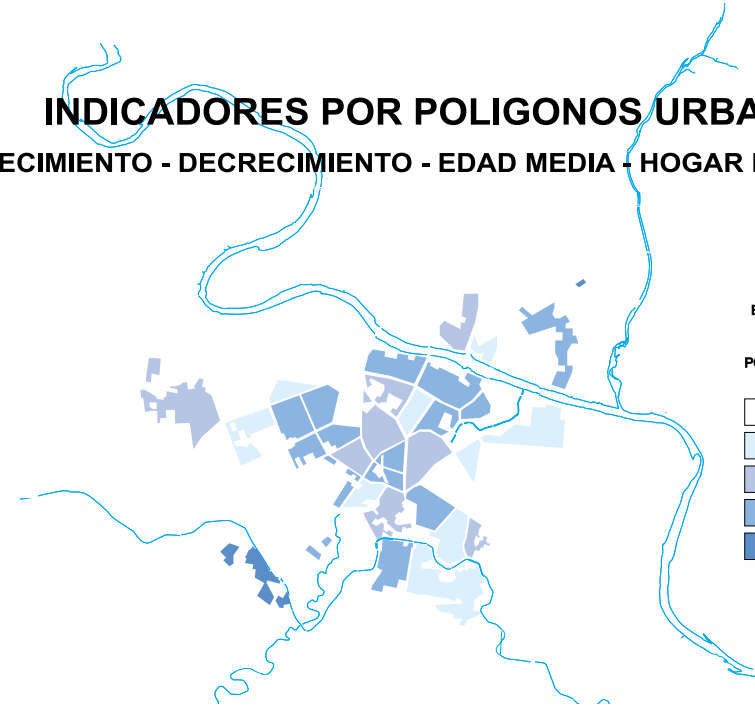 INDICADORES POR POLIGONOS URBA
ECIMIENTO - DECRECIMIENTO - EDAD MEDIA - HOGAR